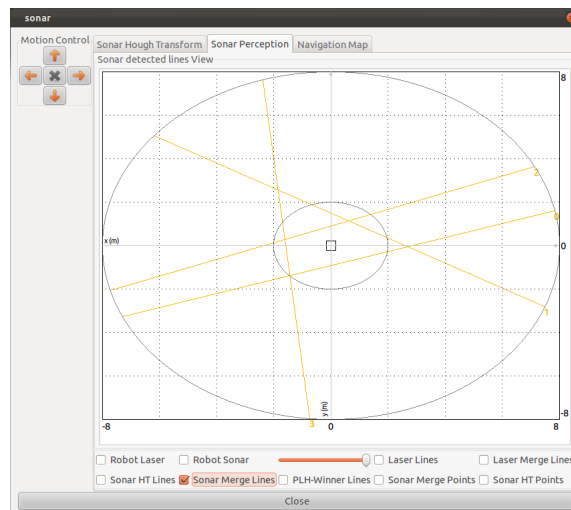 sonar
Motion Control
Sonar Hough Transform Sonar Perception Navigation Map
Sonar detected lines View
8
2
0
x (m)
0
1
y (m)
-8
3
-8 0 8
Robot Laser Robot Sonar Laser Lines Laser Merge Lines
Sonar HT Lines Sonar Merge Lines PLH-Winner Lines Sonar Merge Points Sonar HT Points
Close